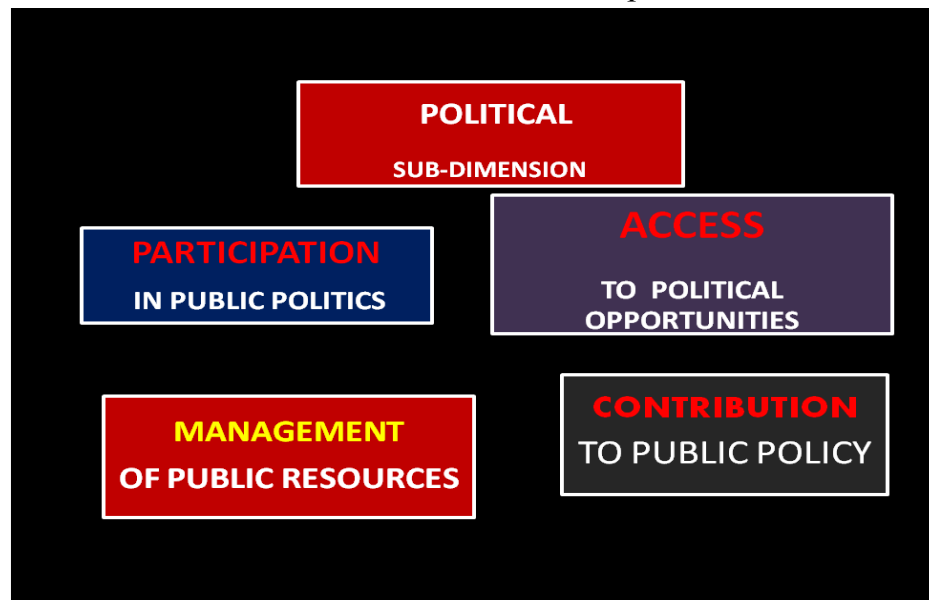 POLITICAL
SUB-DIMENSION
PARTICIPATION
IN PUBLIC POLITICS
ACCESS
TO POLITICAL
OPPORTUNITIES
MANAGEMENT
OF PUBLIC RESOURCES
CONTRIBUTION
TO PUBLIC POLICY